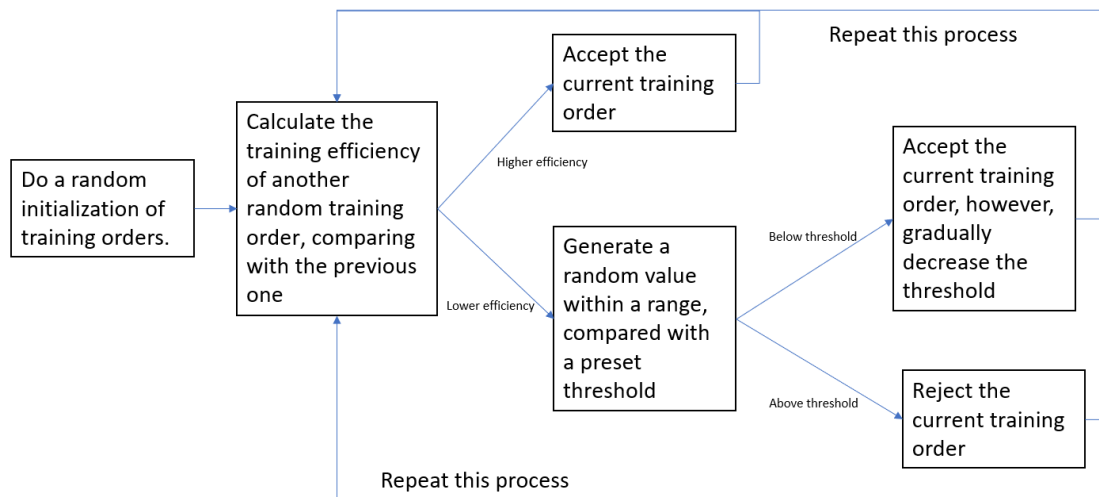 Repeat this process
Accept the
current training
order
Higher efficiency
Do a random
initialization of
training orders.
Calculate the
training efficiency
of another
random training
order, comparing
with the previous
one
Lower efficiency
Generate a
random value
within a range,
compared with
a preset
threshold
Below threshold
Accept the
current training
order, however,
gradually
decrease the
threshold
Above threshold
Reject the
current training
order
Repeat this process